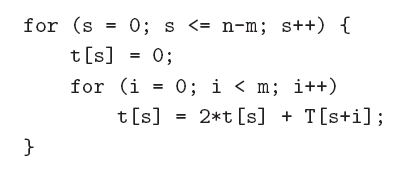 for (s = 0; s <= n-m; s++) {
    t[s] = 0;
    for (i = 0; i < m; i++)
        t[s] = 2*t[s] + T[s+i];
}